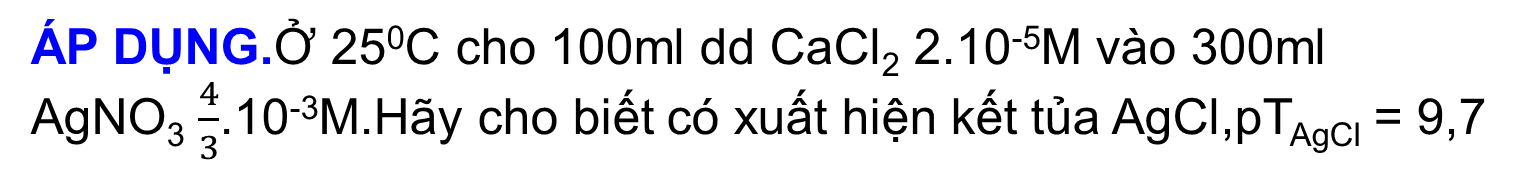 ÁP DỤNG.Ở 25⁰C cho 100ml dd CaCl₂ 2.10⁻⁵M vào 300ml
AgNO₃ 4/3.10⁻³M.Hãy cho biết có xuất hiện kết tủa AgCl,pT_AgCl = 9,7